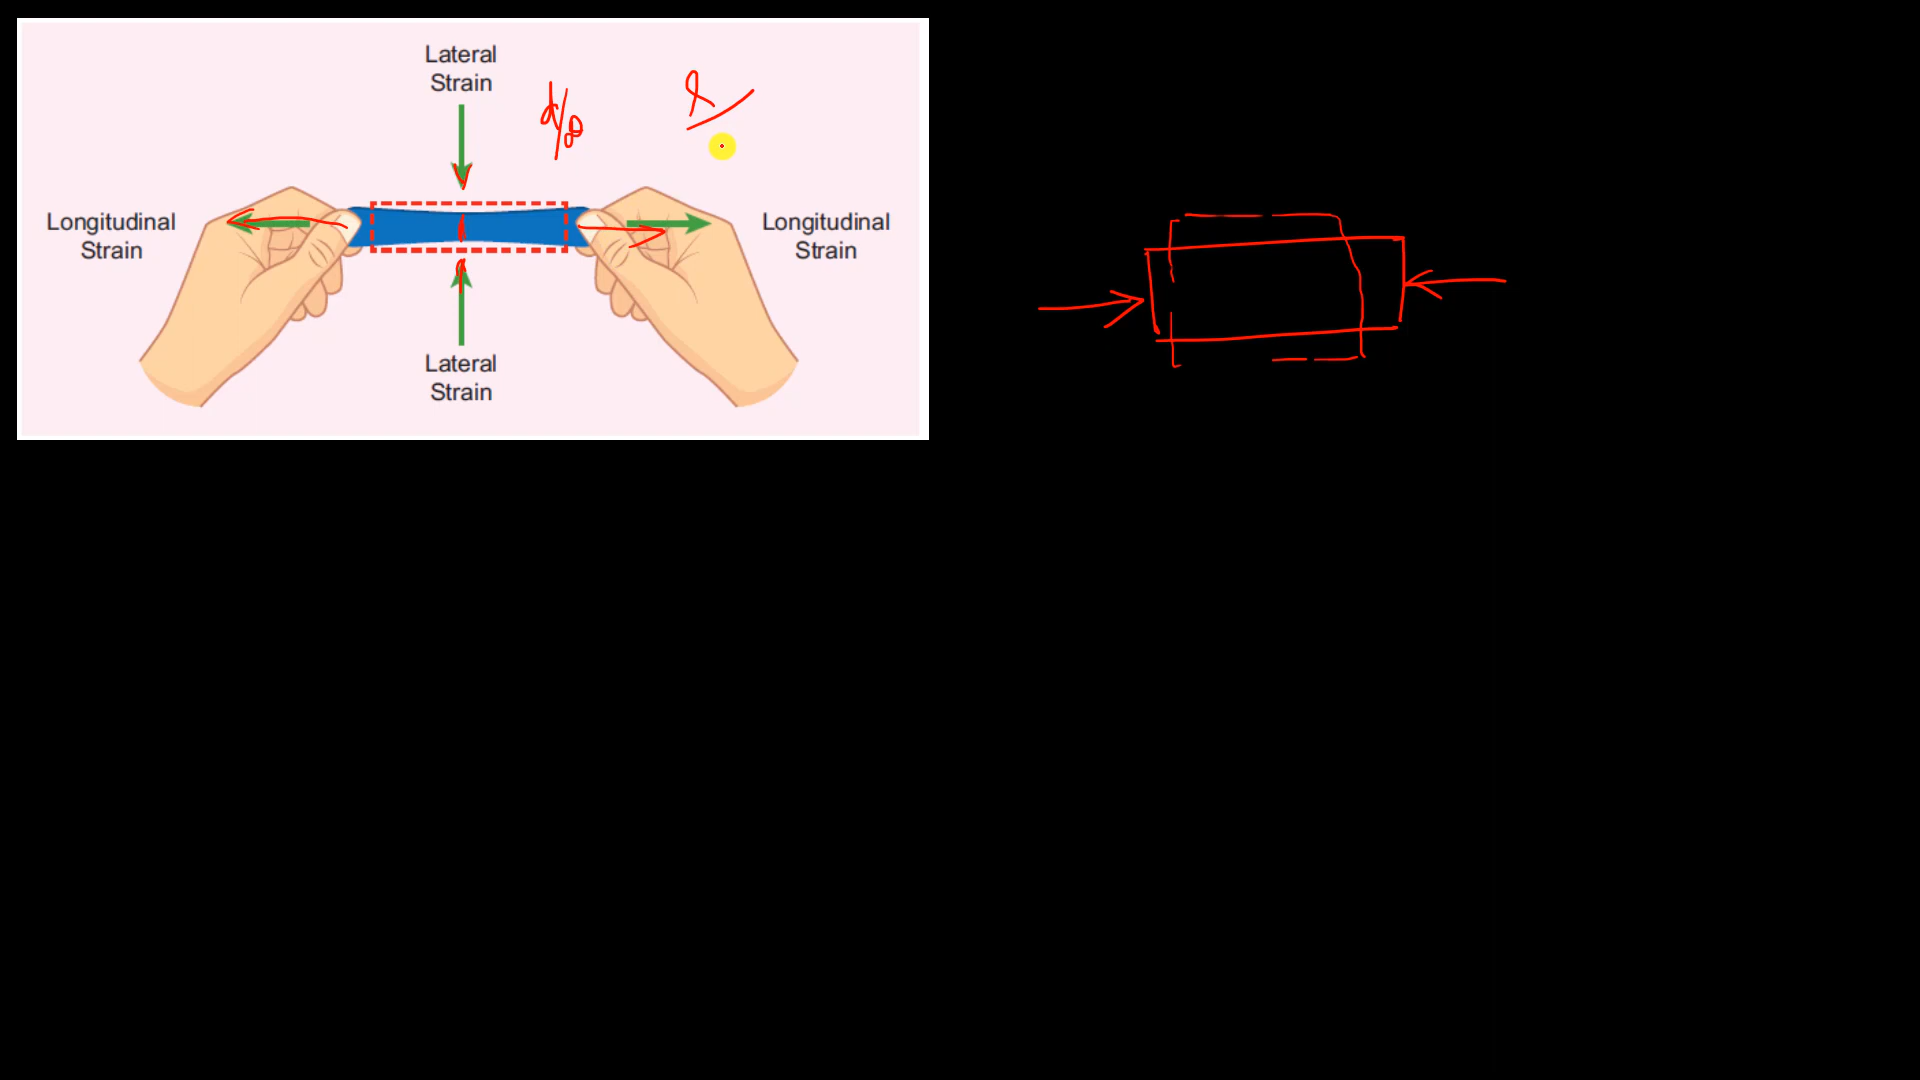 Lateral
Strain
d/D
l
Longitudinal
Strain
Longitudinal
Strain
Lateral
Strain